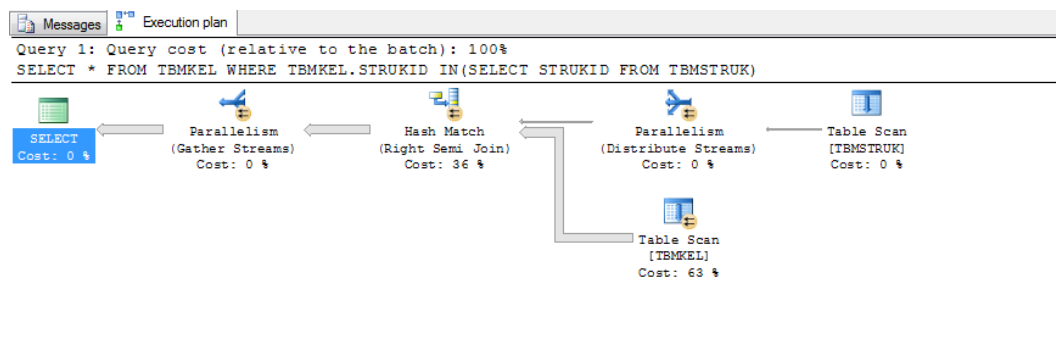 Messages Execution plan
Query 1: Query cost (relative to the batch): 100%
SELECT * FROM TBMKEL WHERE TBMKEL.STRUKID IN(SELECT STRUKID FROM TBMSTRUK)
SELECT
Cost: 0 %
Parallelism
(Gather Streams)
Cost: 0 %
Hash Match
(Right Semi Join)
Cost: 36 %
Parallelism
(Distribute Streams)
Cost: 0 %
Table Scan
[TBMSTRUK]
Cost: 0 %
Table Scan
[TBMKEL]
Cost: 63 %